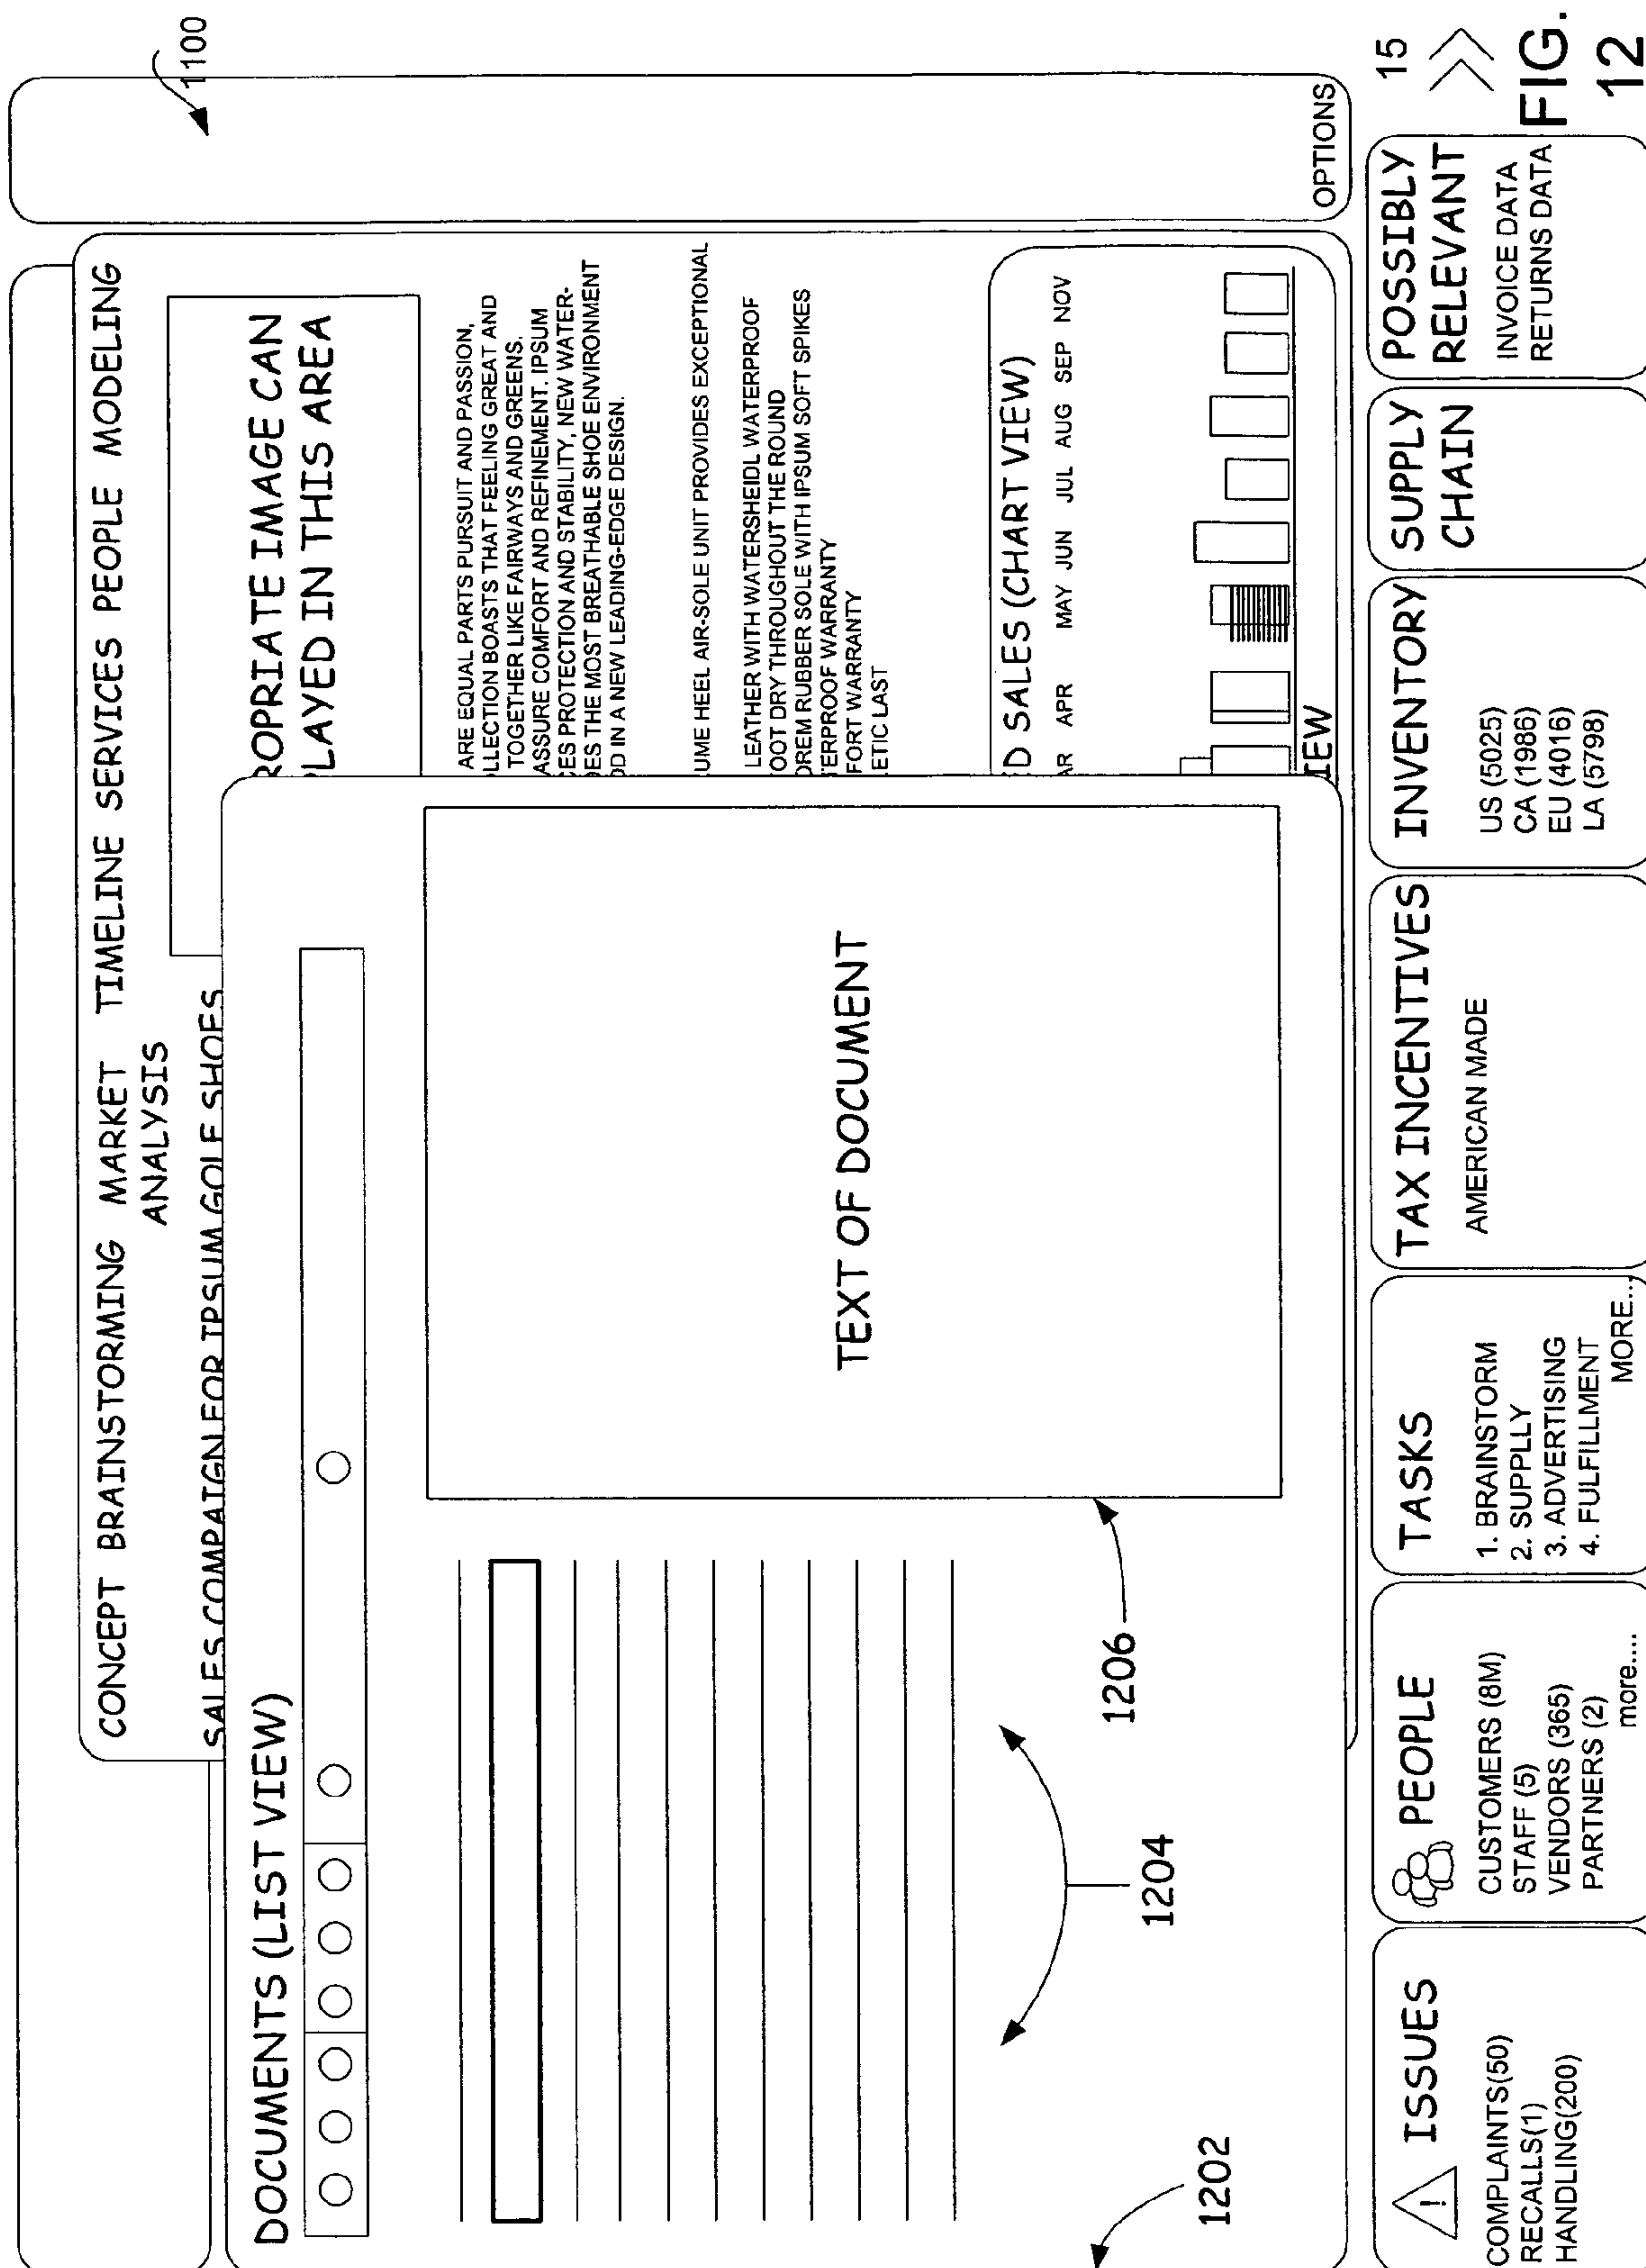 1100
CONCEPT BRAINSTORMING MARKET ANALYSIS TIMELINE SERVICES PEOPLE MODELING
SALES COMPAIGN FOR IPSUM GOLF SHOES
ROPRIATE IMAGE CAN
LAYED IN THIS AREA
DOCUMENTS (LIST VIEW)
ARE EQUAL PARTS PURSUIT AND PASSION,
LLECTION BOASTS THAT FEELING GREAT AND
TOGETHER LIKE FAIRWAYS AND GREENS.
ASSURE COMFORT AND REFINEMENT. IPSUM
CES PROTECTION AND STABILITY, NEW WATER-
DES THE MOST BREATHABLE SHOE ENVIRONMENT
OD IN A NEW LEADING-EDGE DESIGN.
UME HEEL AIR-SOLE UNIT PROVIDES EXCEPTIONAL
LEATHER WITH WATERSHEIDL WATERPROOF
OOT DRY THROUGHOUT THE ROUND
OREM RUBBER SOLE WITH IPSUM SOFT SPIKES
TERPROOF WARRANTY
FORT WARRANTY
ETIC LAST
TEXT OF DOCUMENT
D SALES (CHART VIEW)
AR APR MAY JUN JUL AUG SEP NOV
IEW
OPTIONS
1202
1204
1206
ISSUES
COMPLAINTS(50)
RECALLS(1)
HANDLING(200)
PEOPLE
CUSTOMERS (8M)
STAFF (5)
VENDORS (365)
PARTNERS (2)
more....
TASKS
1. BRAINSTORM
2. SUPPLLY
3. ADVERTISING
4. FULFILLMENT
MORE...
TAX INCENTIVES
AMERICAN MADE
INVENTORY
US (5025)
CA (1986)
EU (4016)
LA (5798)
SUPPLY
CHAIN
POSSIBLY
RELEVANT
INVOICE DATA
RETURNS DATA
15
FIG.
12